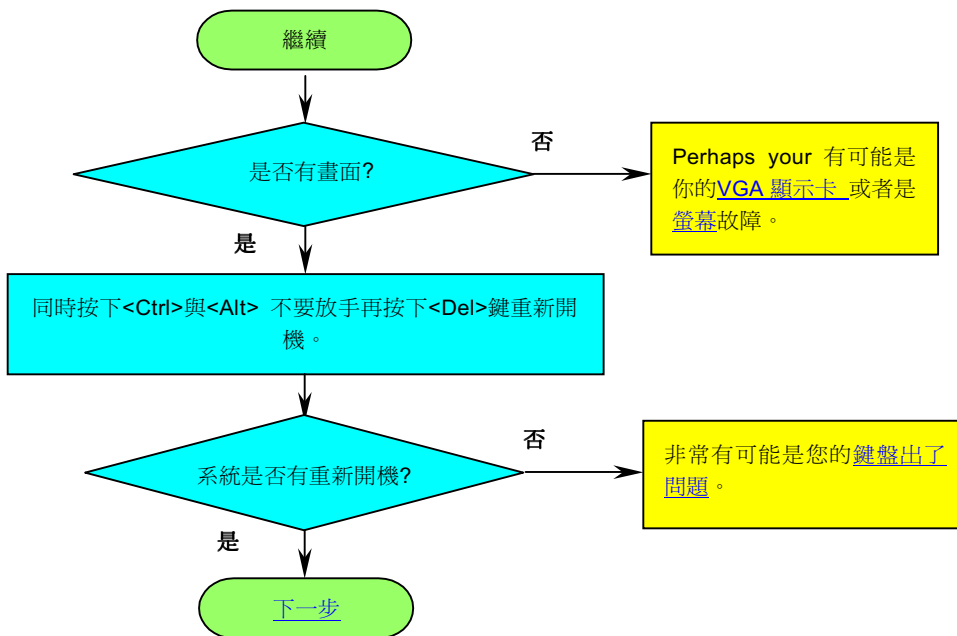 繼續
是否有畫面?
否
Perhaps your 有可能是
你的VGA 顯示卡 或者是
螢幕故障。
是
同時按下<Ctrl>與<Alt> 不要放手再按下<Del>鍵重新開
機。
系統是否有重新開機?
否
非常有可能是您的鍵盤出了
問題。
是
下一步